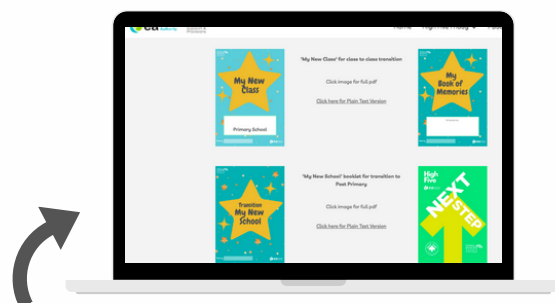 ea
Authority
Home
My New
Class
Primary School
'My New Class' for class to class transition
Click image for full pdf
Click here for Plain Text Version
My
Book of
Memories
Transition
My New
School
'My New School' booklet for transition to
Post Primary
Click image for full pdf
Click here for Plain Text Version
High
Five
NEXT
STEP